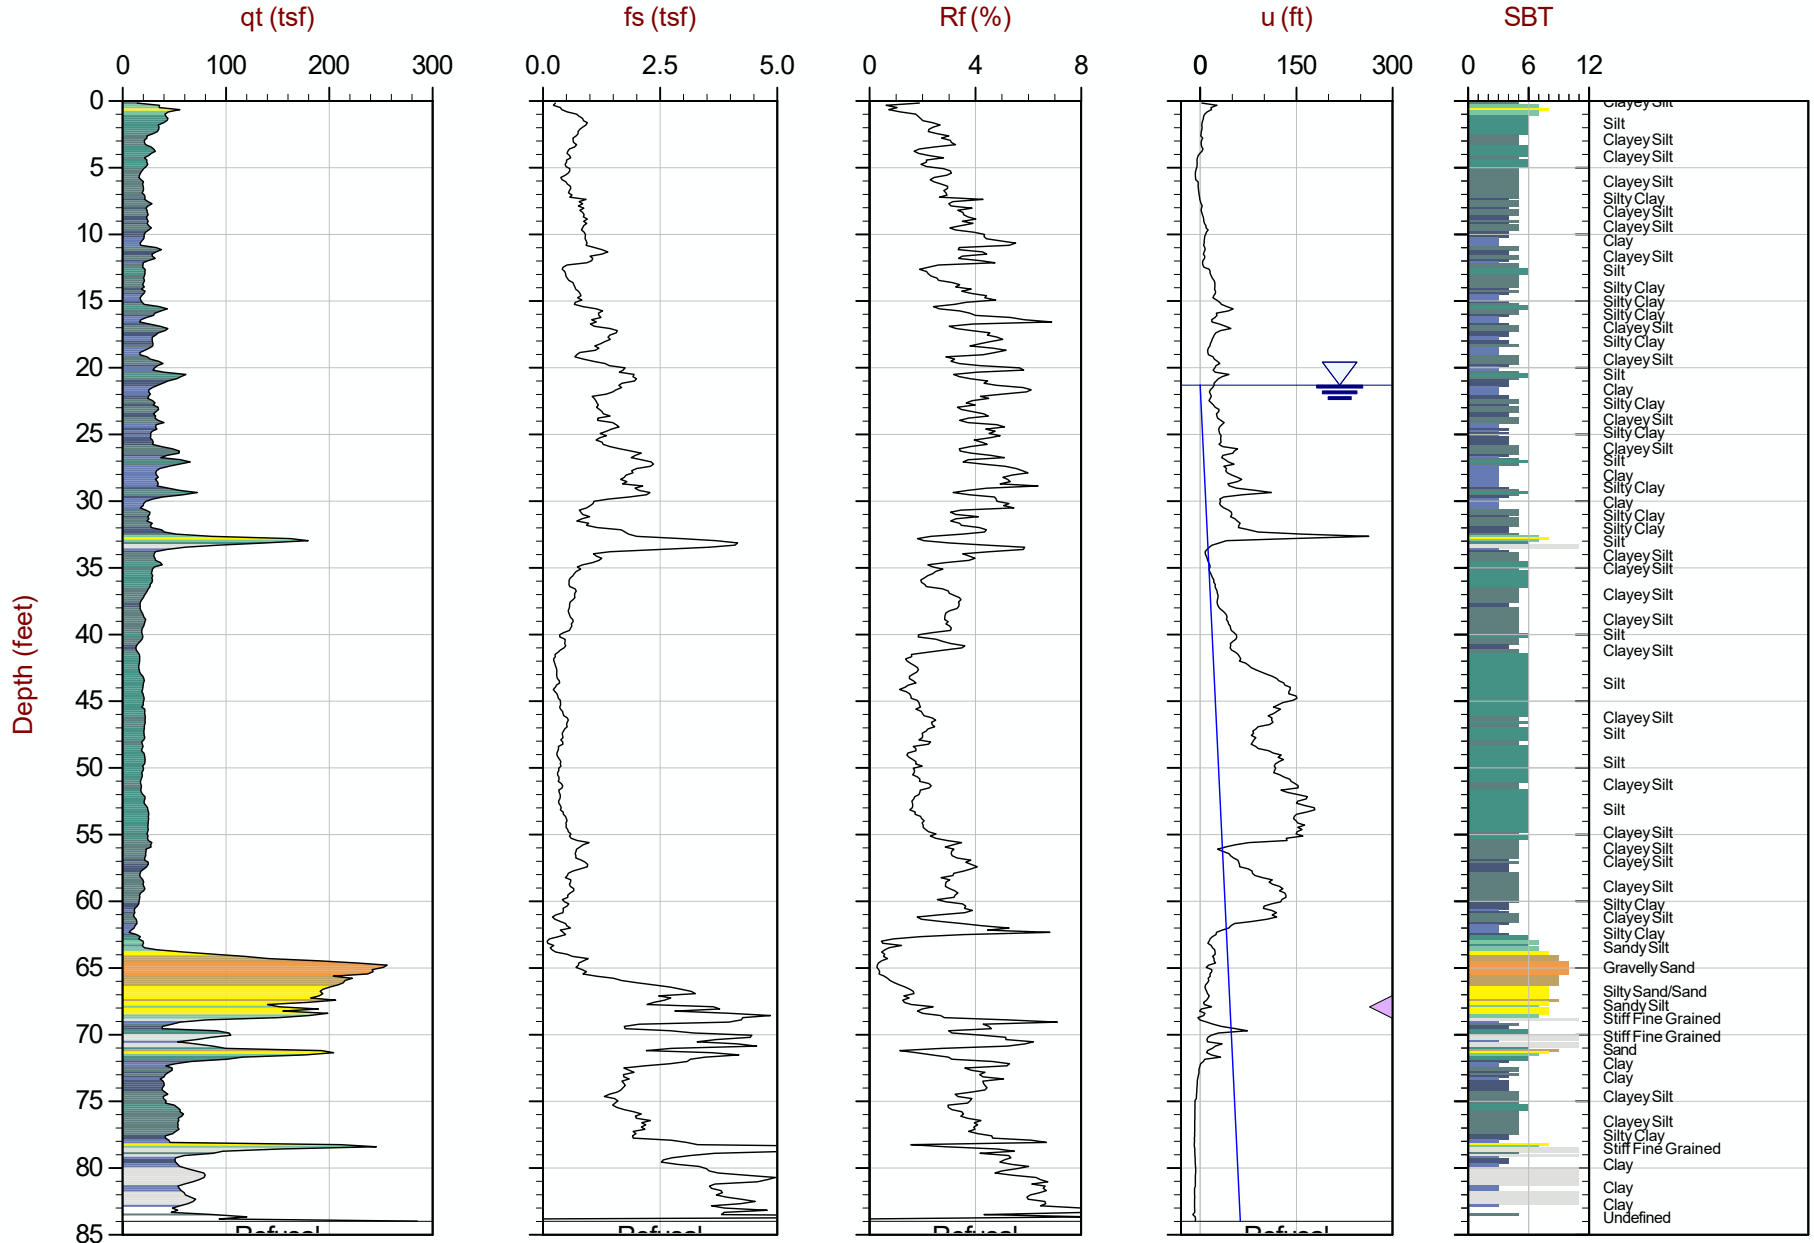 qt (tsf) fs (tsf) Rf (%) u (ft) SBT
0 100 200 300 0.0 2.5 5.0 0 4 8 0 150 300 0 6 12
Depth (feet)
0
5
10
15
20
25
30
35
40
45
50
55
60
65
70
75
80
85
Clayey Silt
Silt
Clayey Silt
Clayey Silt
Clayey Silt
Silty Clay
Clayey Silt
Clayey Silt
Clay
Clayey Silt
Silt
Silty Clay
Silty Clay
Silty Clay
Clayey Silt
Silty Clay
Clayey Silt
Silt
Clay
Silty Clay
Clayey Silt
Silty Clay
Clayey Silt
Silt
Clay
Silty Clay
Clay
Silty Clay
Silty Clay
Silt
Clayey Silt
Clayey Silt
Clayey Silt
Clayey Silt
Silt
Clayey Silt
Silt
Clayey Silt
Silt
Silt
Clayey Silt
Silt
Clayey Silt
Clayey Silt
Clayey Silt
Clayey Silt
Silty Clay
Clayey Silt
Silty Clay
Sandy Silt
Gravelly Sand
Silty Sand/Sand
Sandy Silt
Stiff Fine Grained
Stiff Fine Grained
Sand
Clay
Clay
Clayey Silt
Clayey Silt
Silty Clay
Stiff Fine Grained
Clay
Clay
Clay
Undefined
Refusal Refusal Refusal Refusal